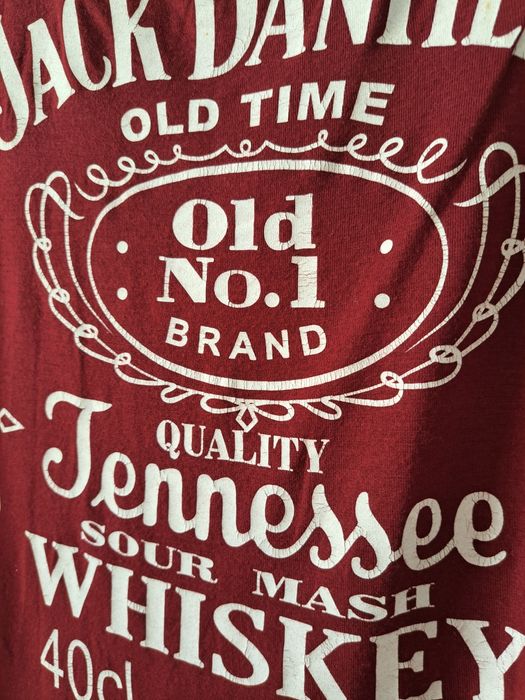 JACK DANIEL
OLD TIME
Old
No.1
BRAND
QUALITY
Tennessee
SOUR MASH
WHISKEY
40cl